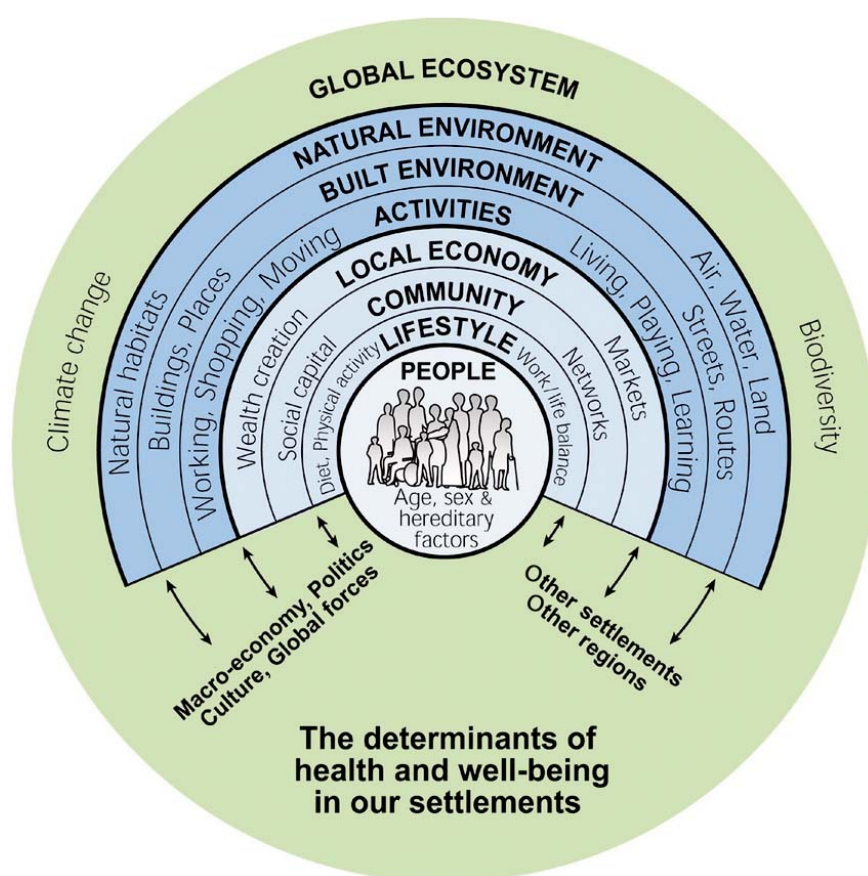 GLOBAL ECOSYSTEM
NATURAL ENVIRONMENT
BUILT ENVIRONMENT
ACTIVITIES
LOCAL ECONOMY
COMMUNITY
LIFESTYLE
PEOPLE
Age, sex &
hereditary
factors
Climate change
Natural habitats
Buildings, Places
Working, Shopping, Moving
Wealth creation
Social capital
Diet, Physical activity
Work/life balance
Networks
Markets
Living, Playing, Learning
Streets, Routes
Air, Water, Land
Biodiversity
Macro-economy, Politics
Culture, Global forces
Other settlements
Other regions
The determinants of
health and well-being
in our settlements